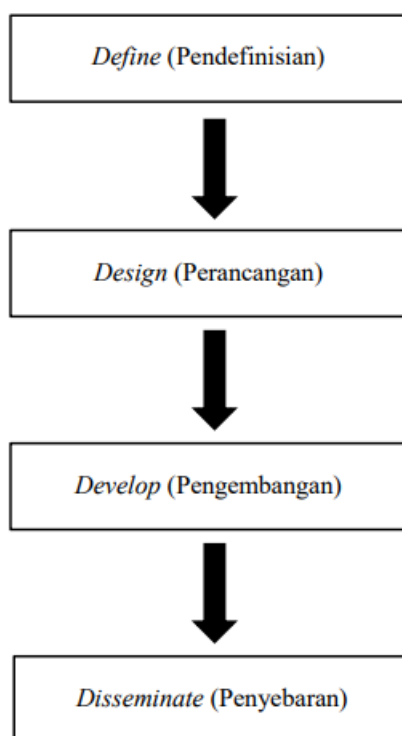 Define (Pendefinisian)
Design (Perancangan)
Develop (Pengembangan)
Disseminate (Penyebaran)